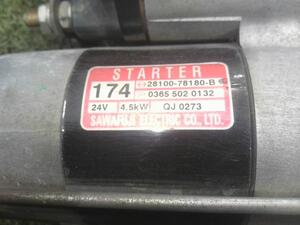 STARTER
174
28100-78180-B
0365 502 0132
24V 4.5kW QJ 0273
SAWAFUJI ELECTRIC CO., LTD.